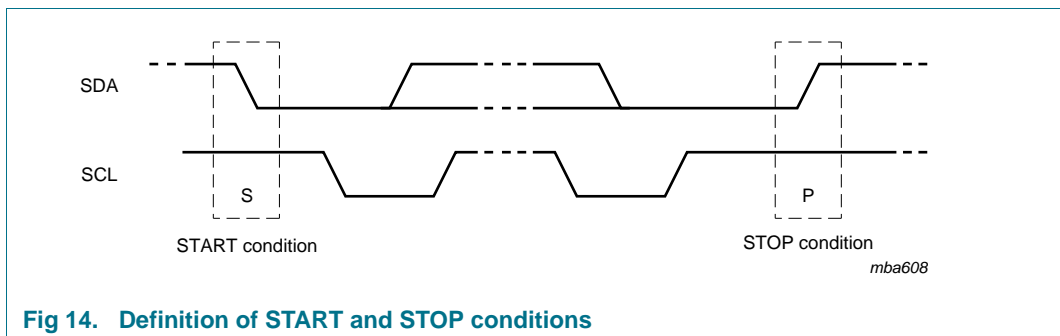 SDA
SCL
S
P
START condition
STOP condition
mba608
Fig 14. Definition of START and STOP conditions